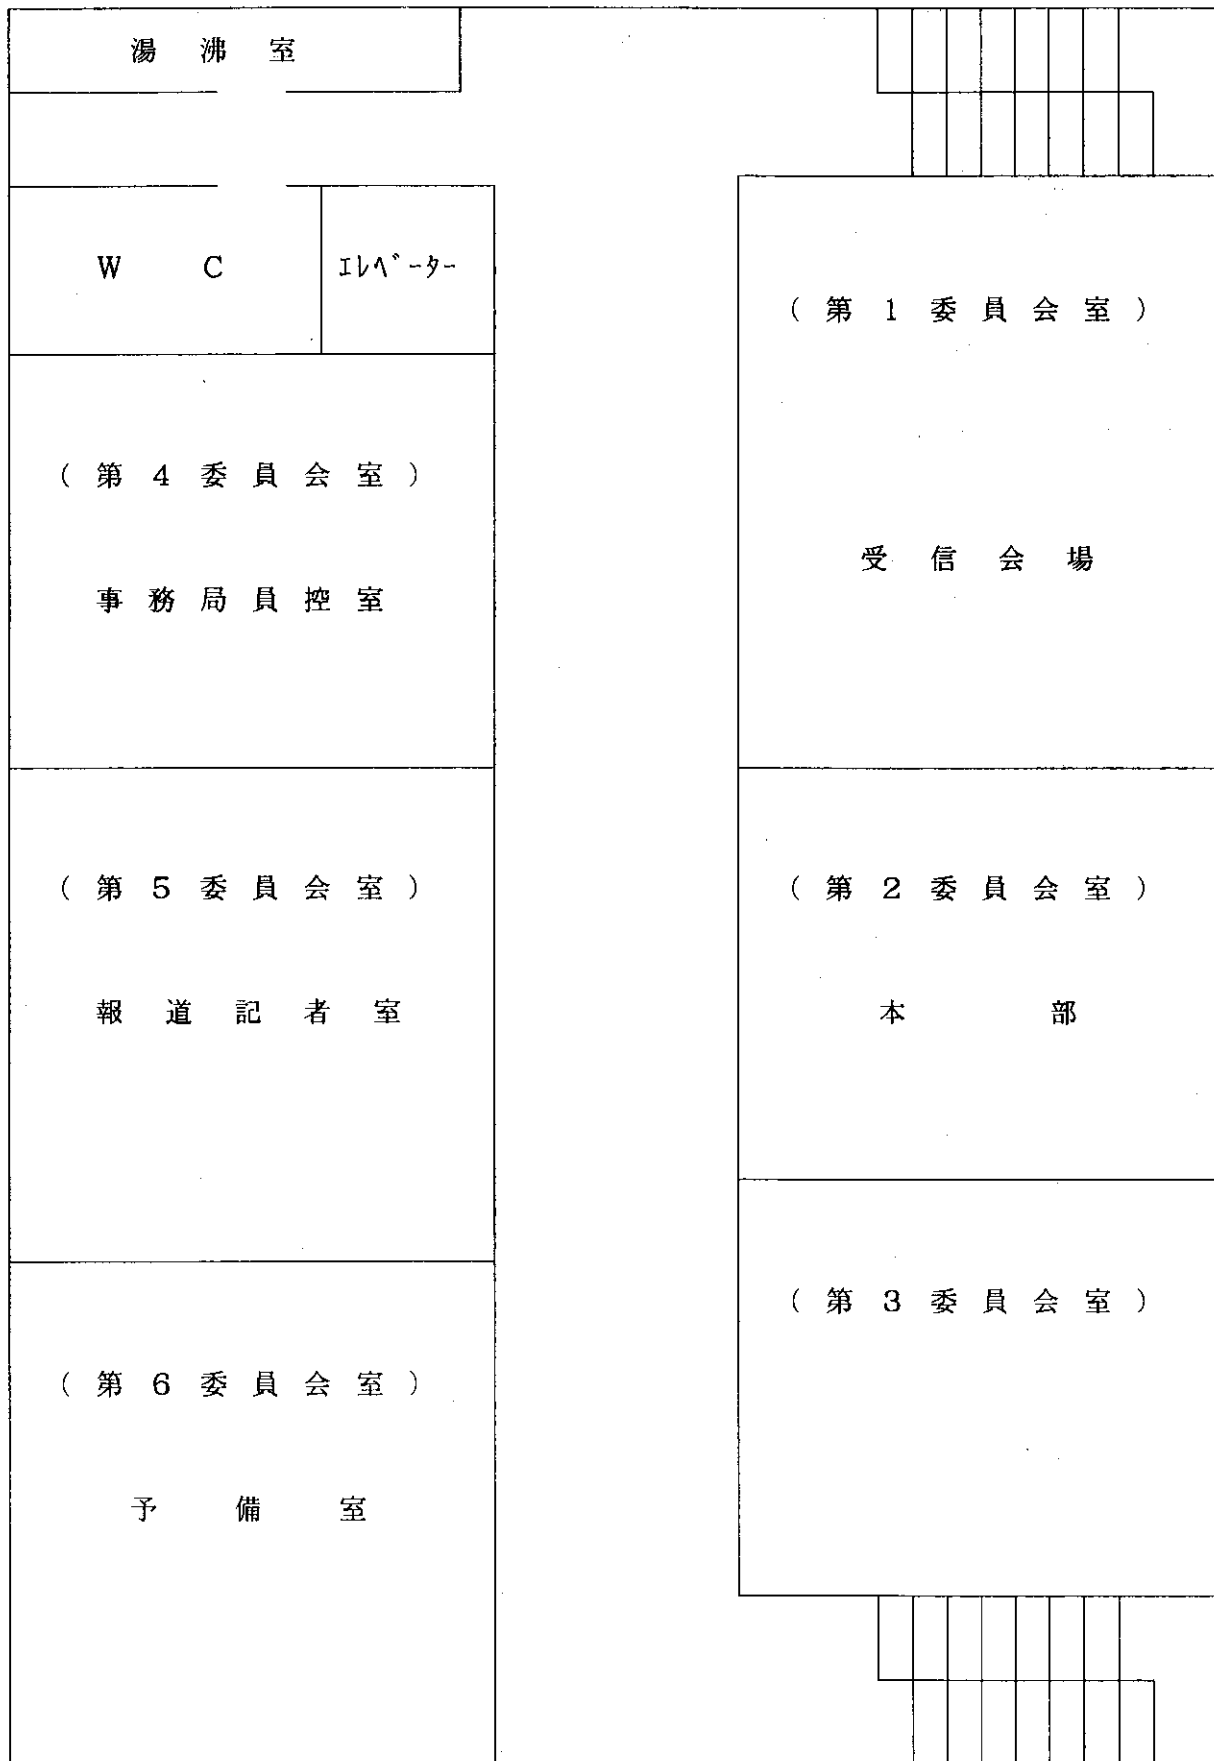 湯沸室
WC
エレベーター
(第4委員会室)
事務局員控室
(第5委員会室)
報道記者室
(第6委員会室)
予備室
(第1委員会室)
受信会場
(第2委員会室)
本部
(第3委員会室)